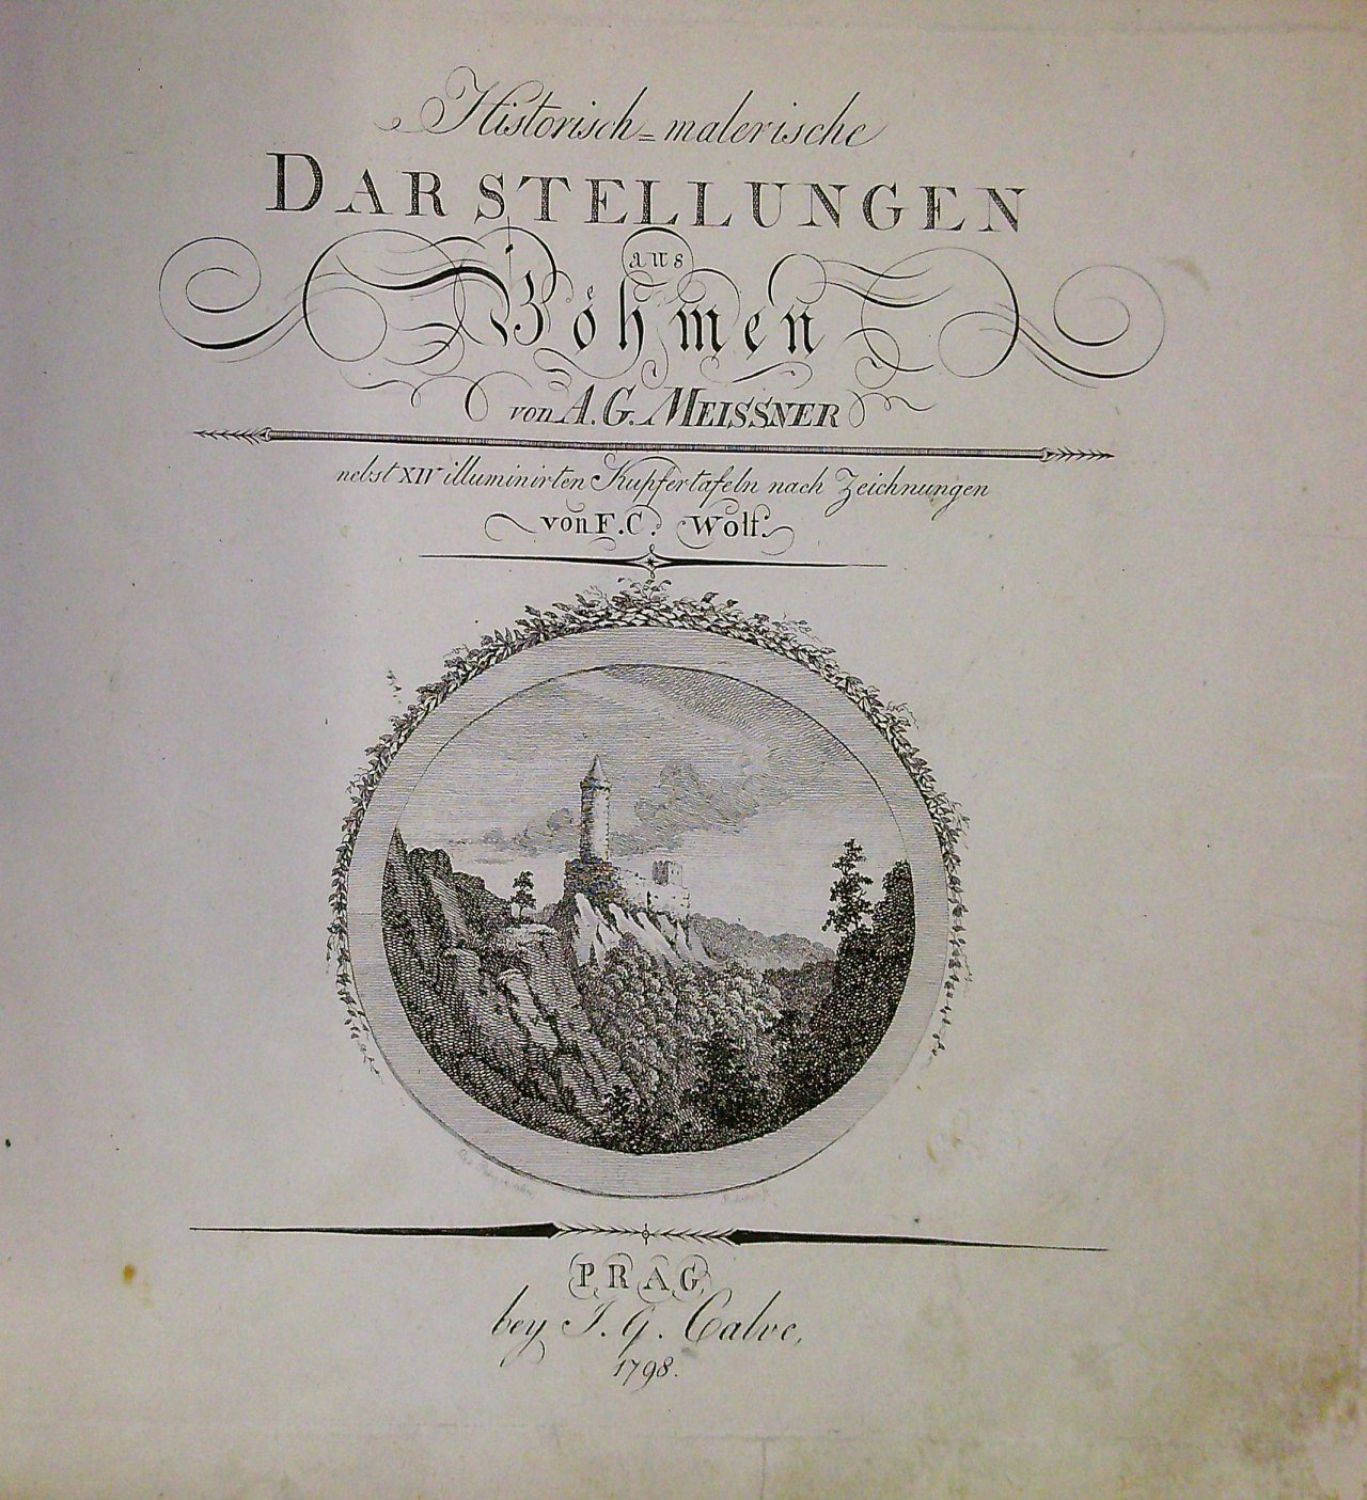 Historisch=malerische
DARSTELLUNGEN
aus
Böhmen
von A. G. MEISSNER
nebst XIV illuminirten Kupfertafeln nach Zeichnungen
von F. C. Wolf.
PRAG,
bey J. G. Calve,
1798.